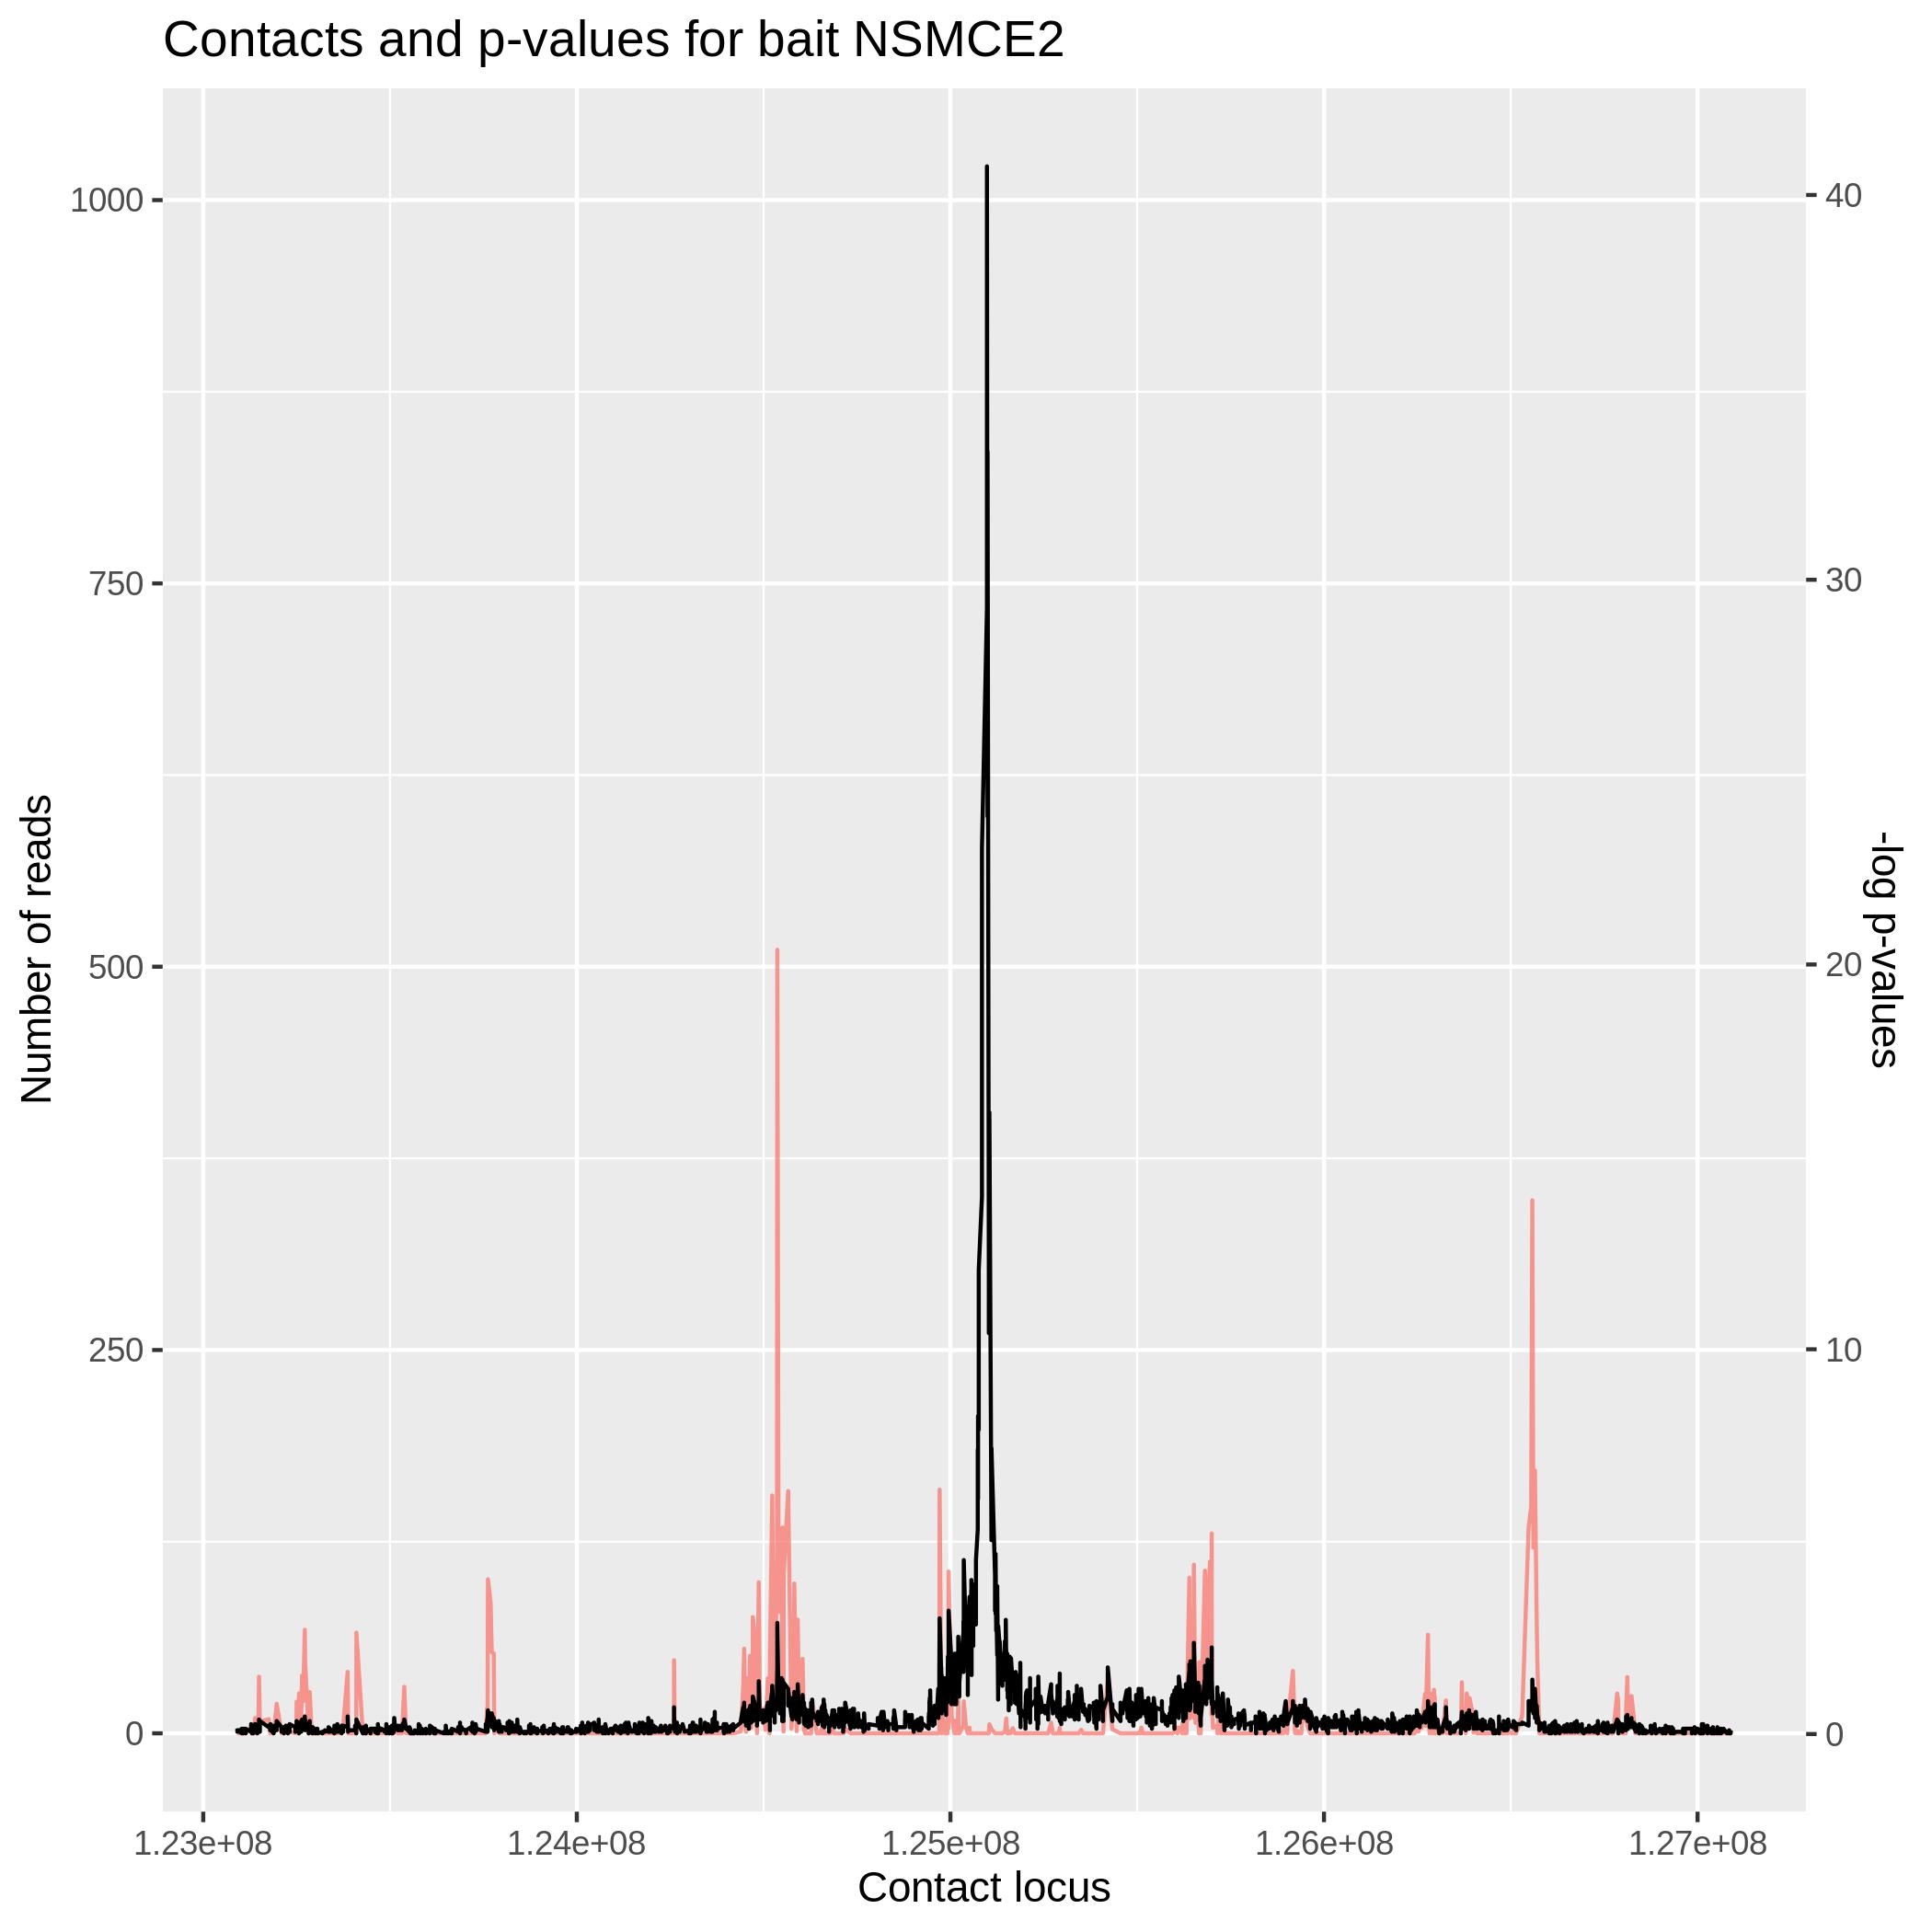 Contacts and p-values for bait NSMCE2
1000
750
500
250
0
Number of reads
40
30
20
10
0
-log p-values
1.23e+08
1.24e+08
1.25e+08
1.26e+08
1.27e+08
Contact locus